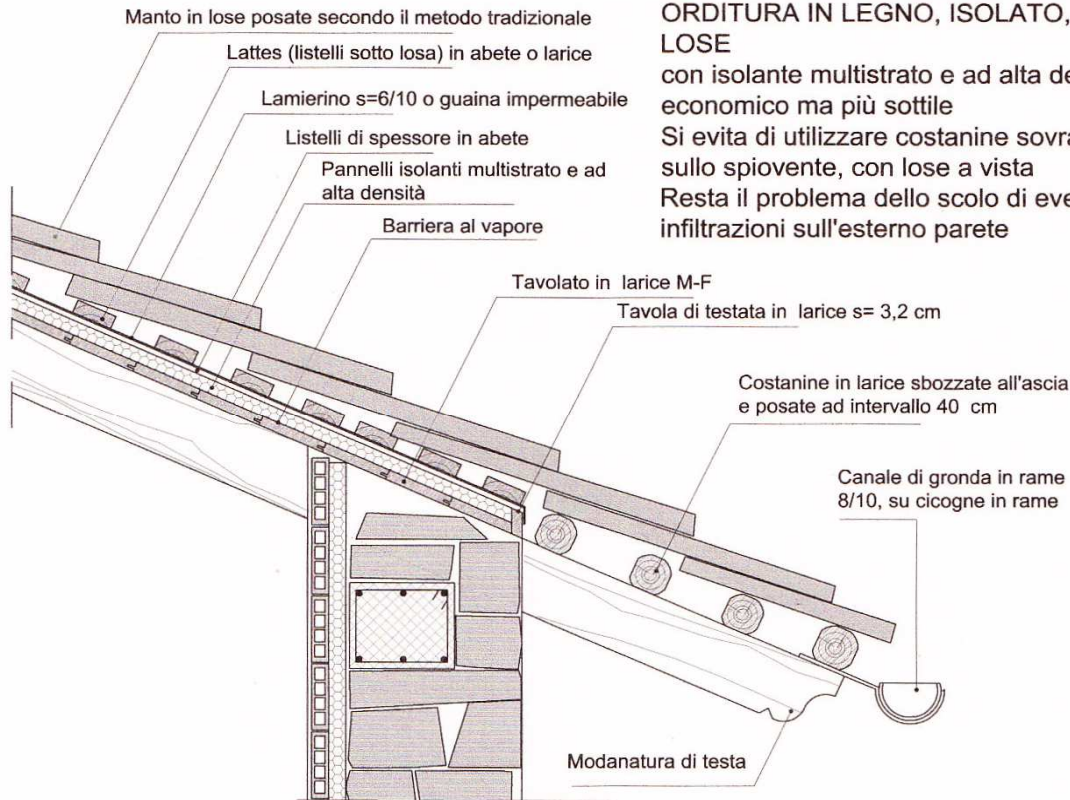 Manto in lose posate secondo il metodo tradizionale
Lattes (listelli sotto losa) in abete o larice
Lamierino s=6/10 o guaina impermeabile
Listelli di spessore in abete
Pannelli isolanti multistrato e ad
alta densità
Barriera al vapore
Tavolato in larice M-F
Tavola di testata in larice s= 3,2 cm
Costanine in larice sbozzate all'ascia
e posate ad intervallo 40 cm
Canale di gronda in rame
8/10, su cicogne in rame
Modanatura di testa
ORDITURA IN LEGNO, ISOLATO,
LOSE
con isolante multistrato e ad alta de
economico ma più sottile
Si evita di utilizzare costanine sovra
sullo spiovente, con lose a vista
Resta il problema dello scolo di eve
infiltrazioni sull'esterno parete